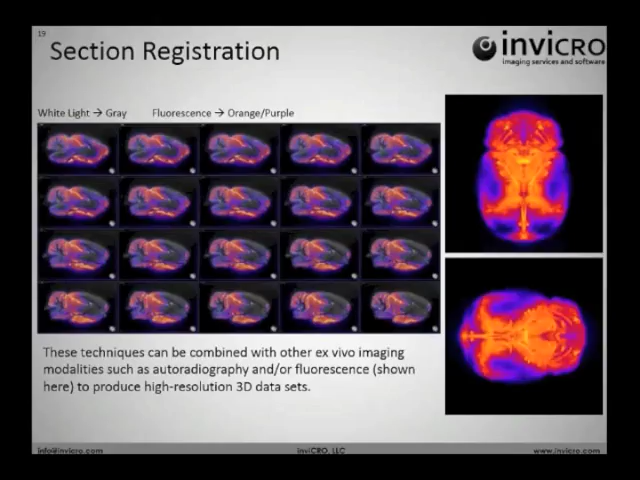 19
Section Registration
invicro
imaging services and software
White Light → Gray
Fluorescence → Orange/Purple
These techniques can be combined with other ex vivo imaging
modalities such as autoradiography and/or fluorescence (shown
here) to produce high-resolution 3D data sets.
info@invicro.com
inviCRO, LLC
www.invicro.com